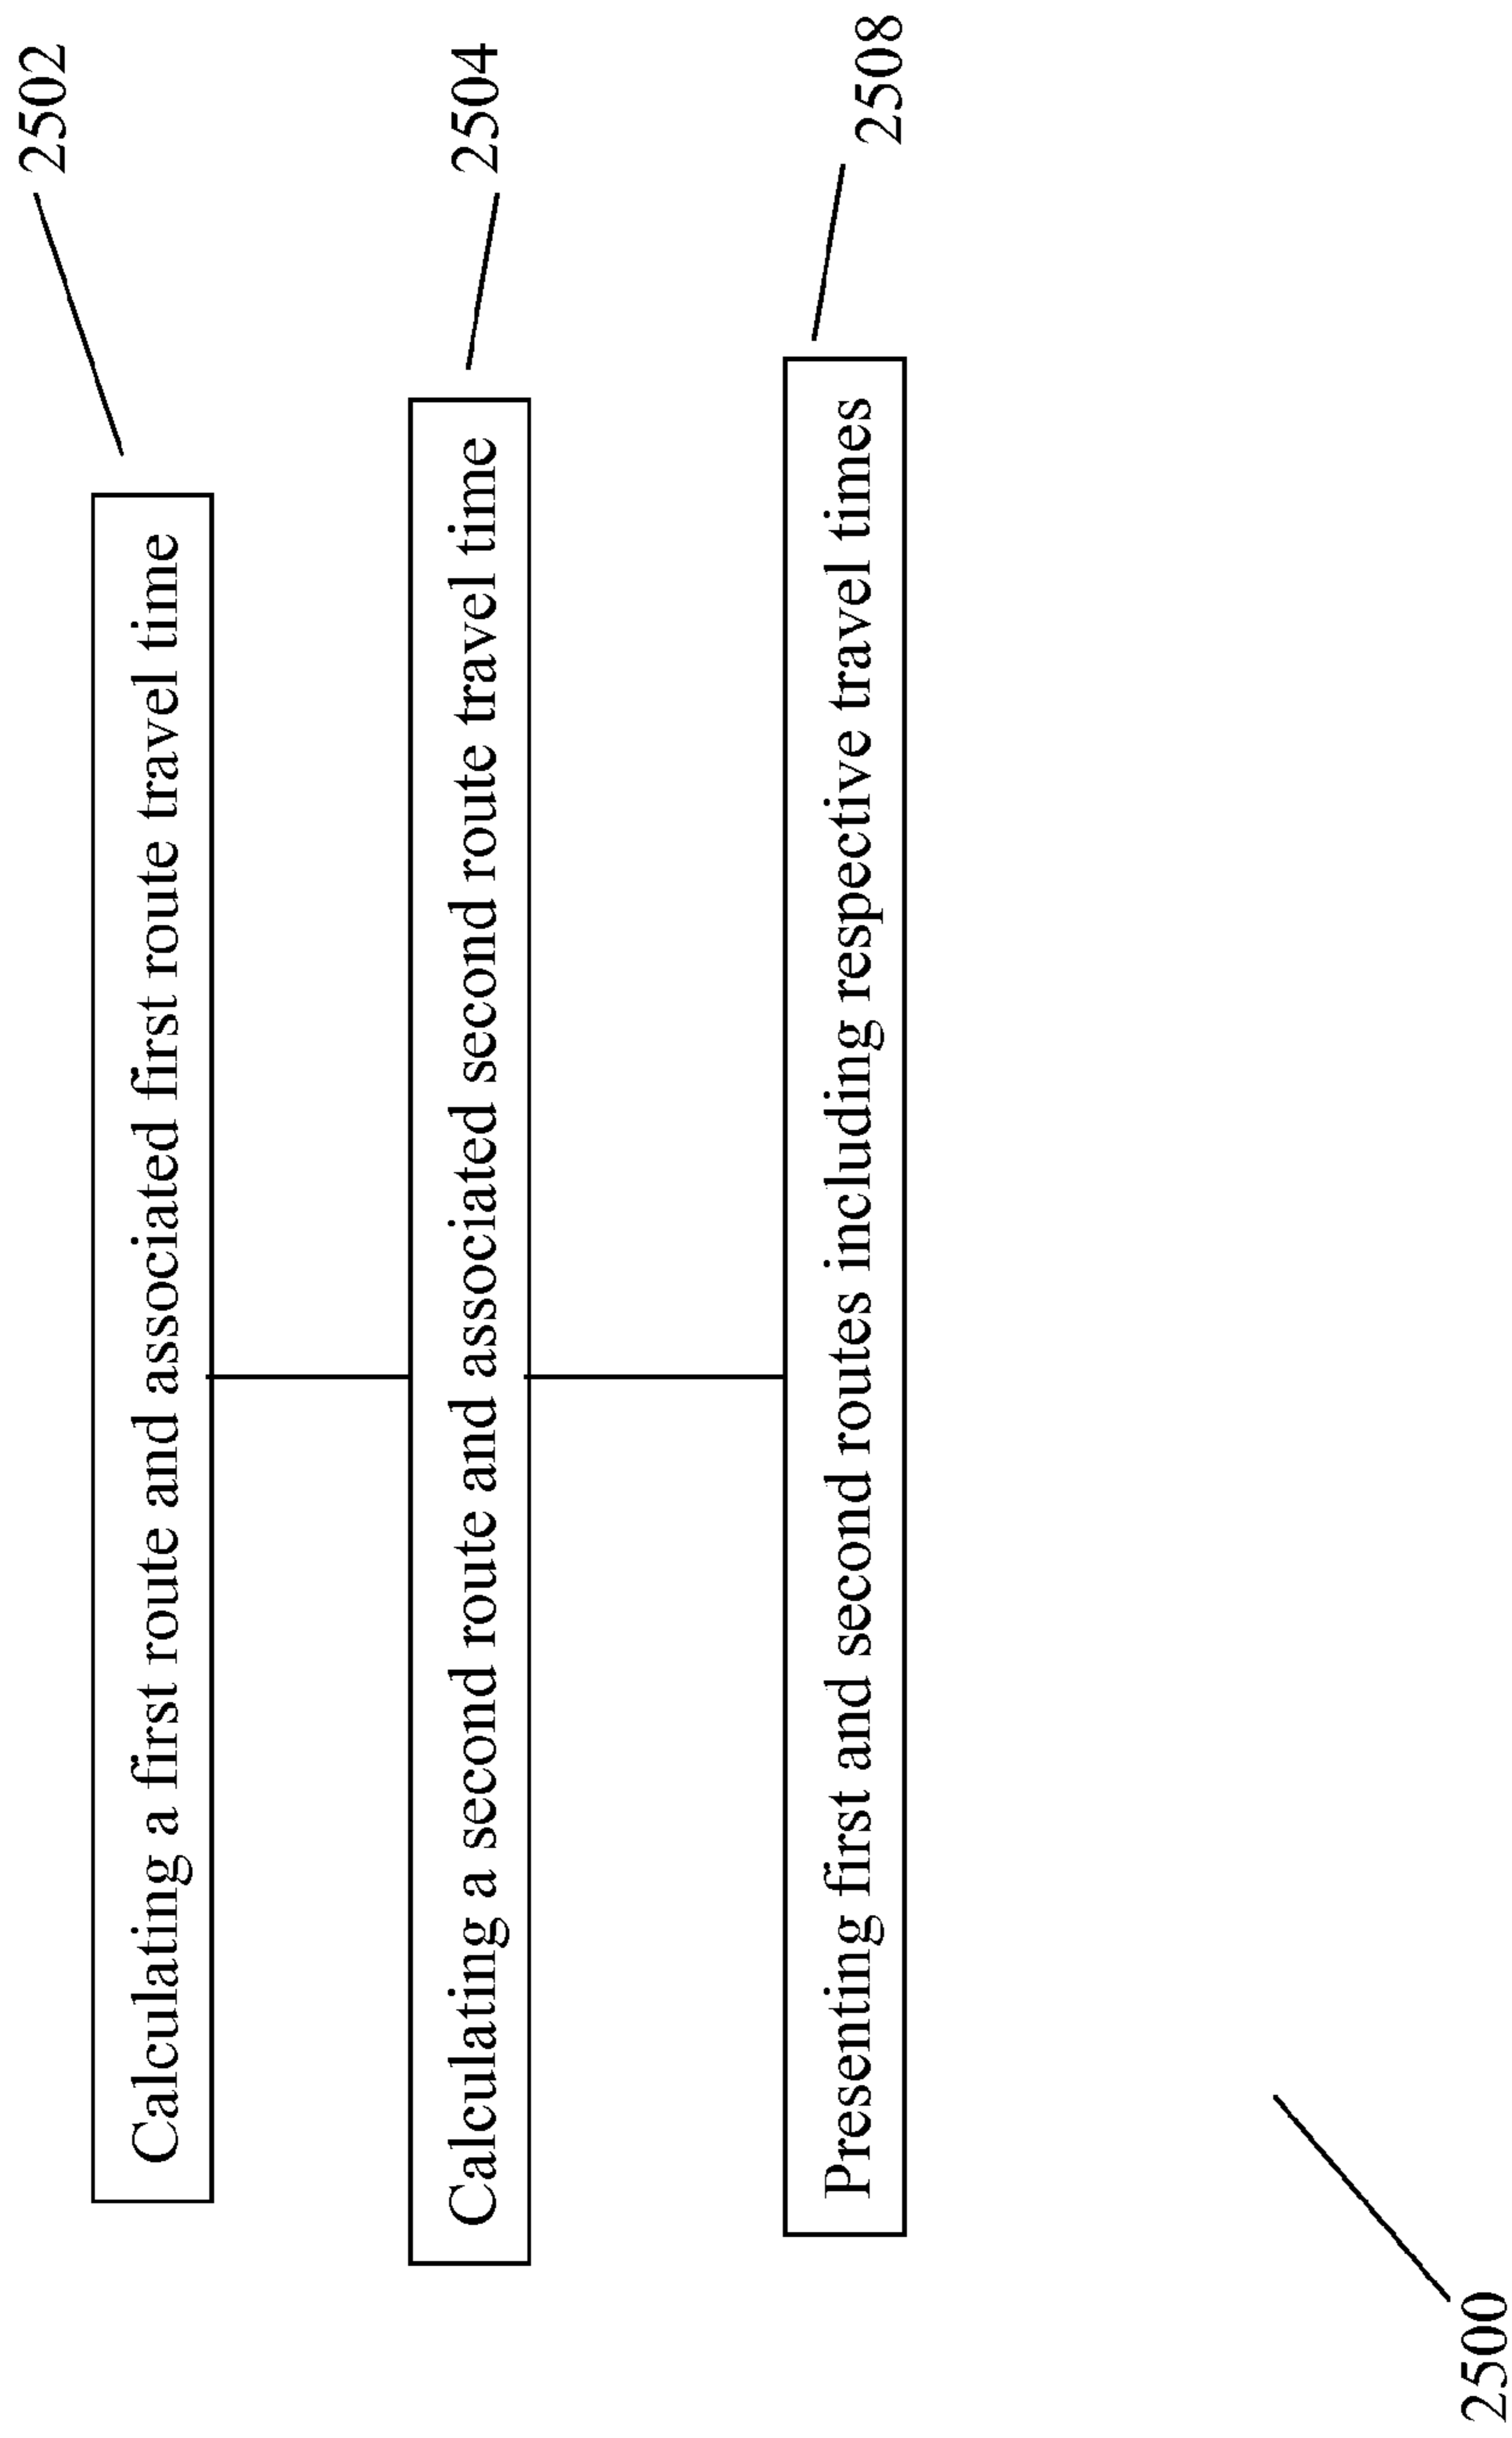 Calculating a first route and associated first route travel time
2502
Calculating a second route and associated second route travel time
2504
Presenting first and second routes including respective travel times
2508
2500